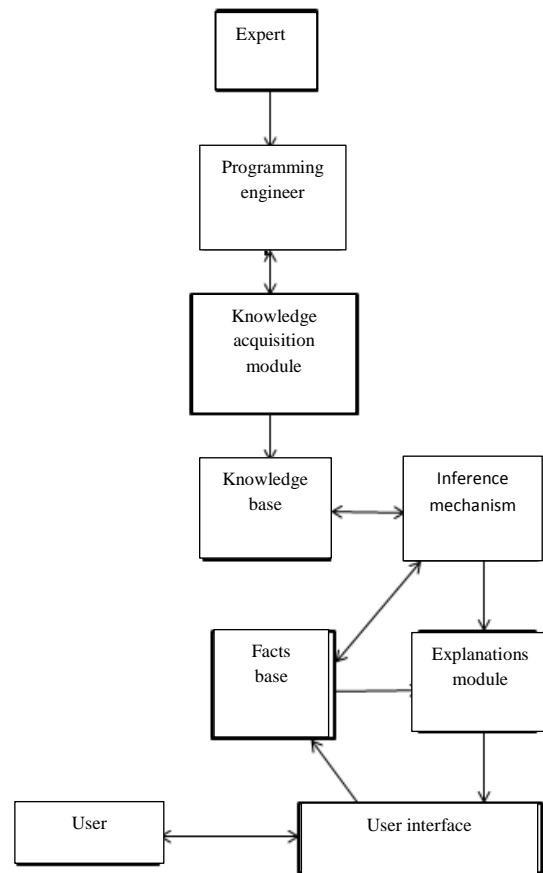 Expert
Programming
engineer
Knowledge
acquisition
module
Knowledge
base
Inference
mechanism
Facts
base
Explanations
module
User
User interface